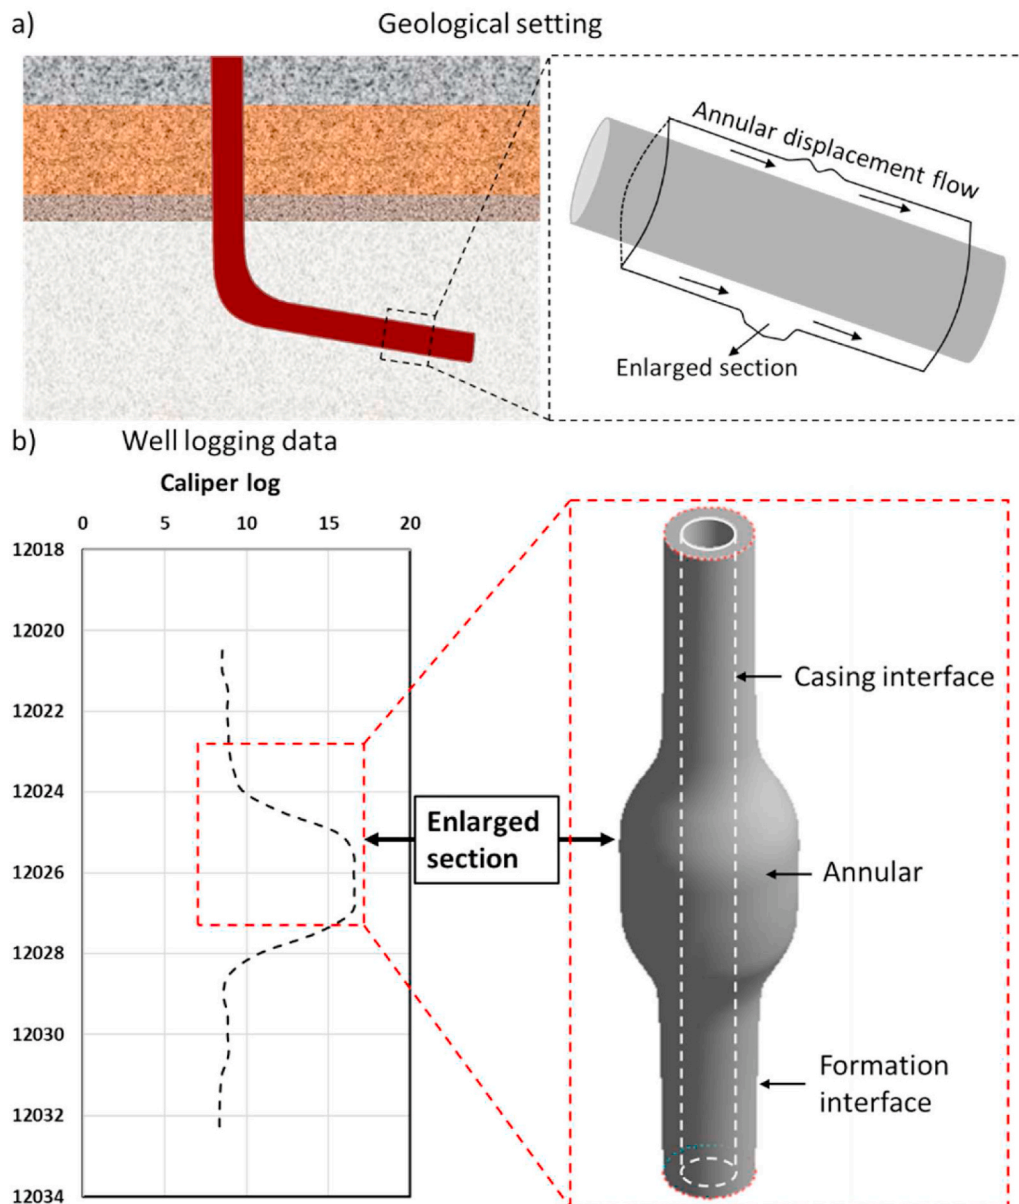 a)
Geological setting
Annular displacement flow
Enlarged section
b)
Well logging data
Caliper log
0 5 10 15 20
12018
12020
12022
12024
12026
12028
12030
12032
12034
Enlarged
section
Casing interface
Annular
Formation
interface